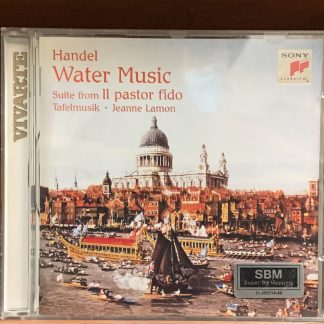 Handel
Water Music
Suite from Il pastor fido
Tafelmusik · Jeanne Lamon
SONY
CLASSICAL
VIVARTE
SBM
Super Bit Mapping